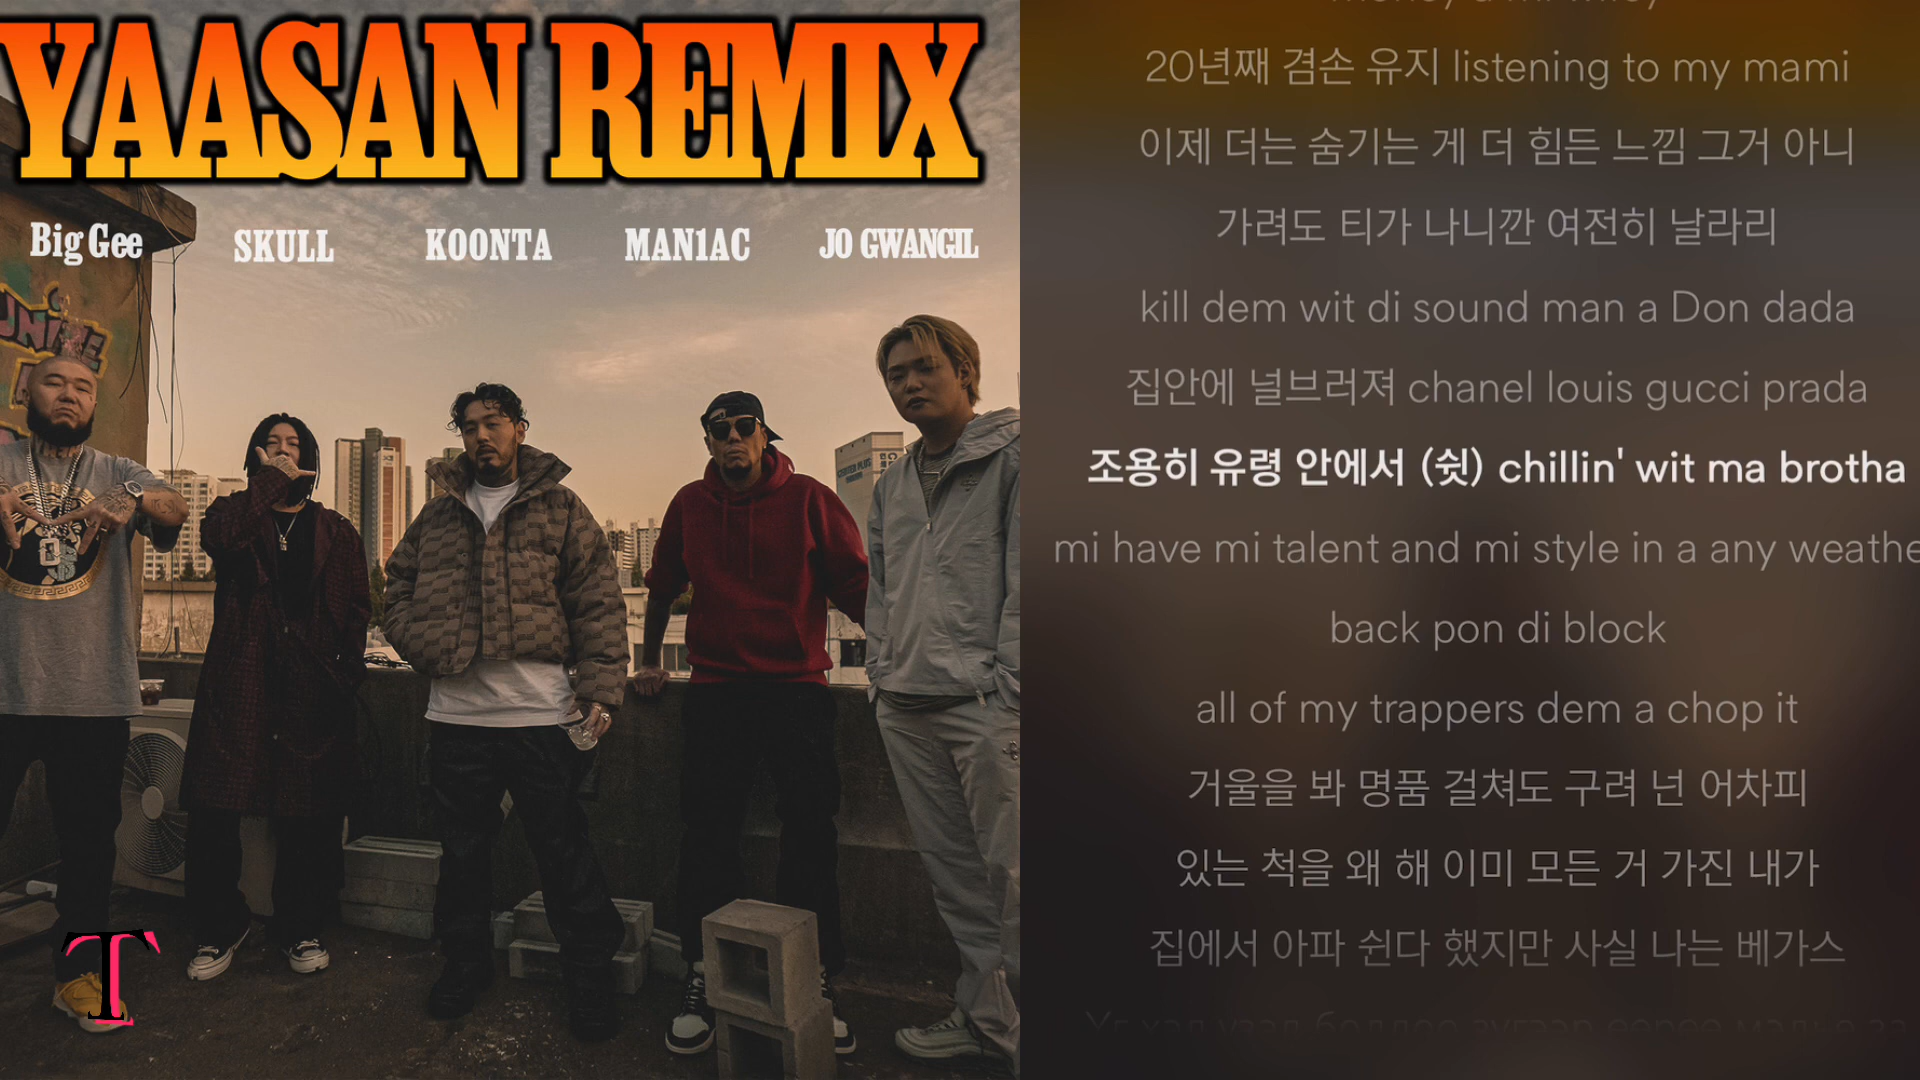 YAASAN REMIX
Big Gee SKULL KOONTA MAN1AC JO GWANGIL
T
20년째 겸손 유지 listening to my mami
이제 더는 숨기는 게 더 힘든 느낌 그거 아니
가려도 티가 나니깐 여전히 날라리
kill dem wit di sound man a Don dada
집안에 널브러져 chanel louis gucci prada
조용히 유령 안에서 (쉿) chillin' wit ma brotha
mi have mi talent and mi style in a any weathe
back pon di block
all of my trappers dem a chop it
거울을 봐 명품 걸쳐도 구려 넌 어차피
있는 척을 왜 해 이미 모든 거 가진 내가
집에서 아파 쉰다 했지만 사실 나는 베가스